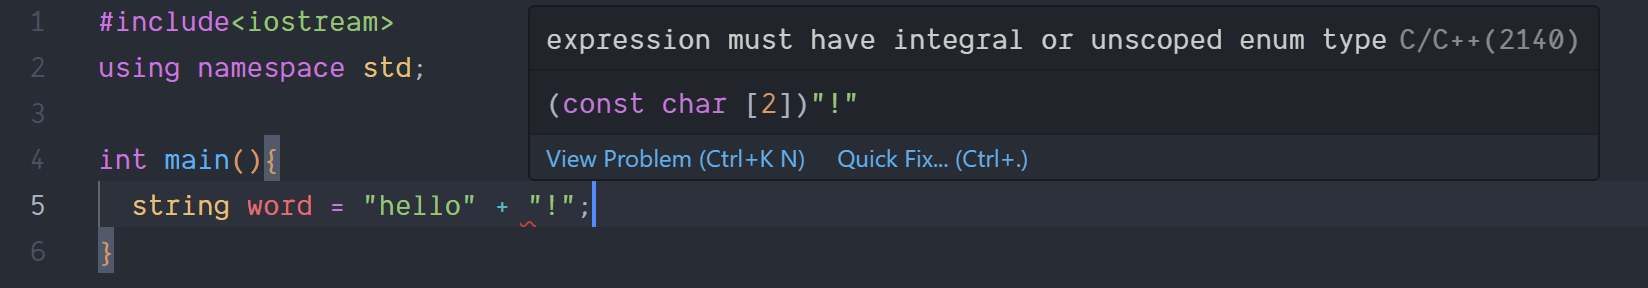 1 #include<iostream>
2 using namespace std;
3
4 int main(){
5 string word = "hello" + "!";
6 }
expression must have integral or unscoped enum type C/C++(2140)
(const char [2])"!"
View Problem (Ctrl+K N) Quick Fix... (Ctrl+.)